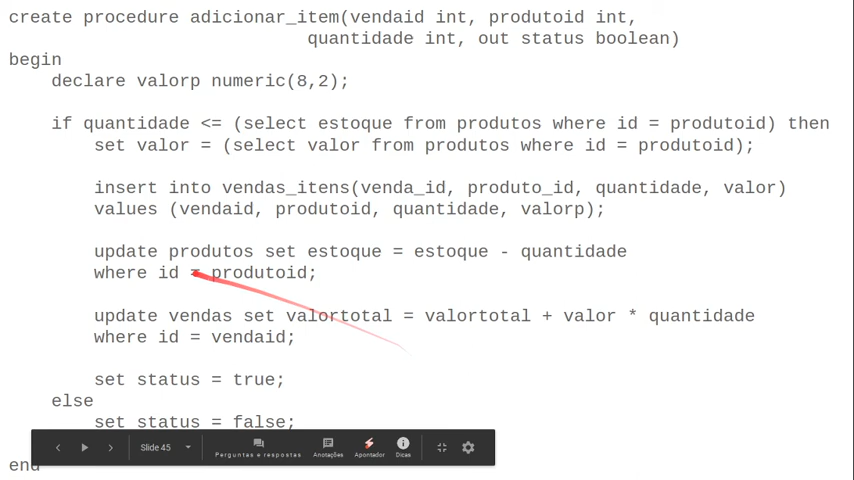 create procedure adicionar_item(vendaid int, produtoid int,
quantidade int, out status boolean)
begin
declare valorp numeric(8,2);
if quantidade <= (select estoque from produtos where id = produtoid) then
set valor = (select valor from produtos where id = produtoid);
insert into vendas_itens(venda_id, produto_id, quantidade, valor)
values (vendaid, produtoid, quantidade, valorp);
update produtos set estoque = estoque - quantidade
where id = produtoid;
update vendas set valortotal = valortotal + valor * quantidade
where id = vendaid;
set status = true;
else
set status = false;
Slide 45
Perguntas e respostas Anotações Apontador Dicas
end